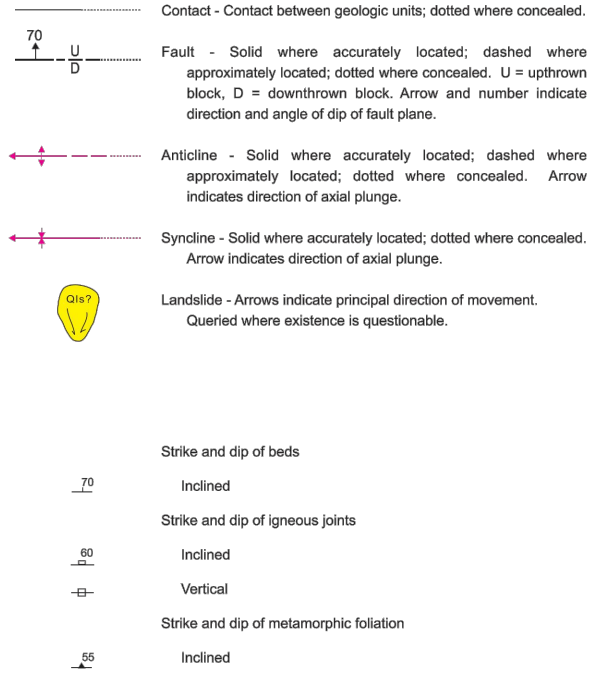 Contact - Contact between geologic units; dotted where concealed.
70
U
D
Fault - Solid where accurately located; dashed where
approximately located; dotted where concealed. U = upthrown
block, D = downthrown block. Arrow and number indicate
direction and angle of dip of fault plane.
Anticline - Solid where accurately located; dashed where
approximately located; dotted where concealed. Arrow
indicates direction of axial plunge.
Syncline - Solid where accurately located; dotted where concealed.
Arrow indicates direction of axial plunge.
Qls?
Landslide - Arrows indicate principal direction of movement.
Queried where existence is questionable.
Strike and dip of beds
70 Inclined
Strike and dip of igneous joints
60 Inclined
Vertical
Strike and dip of metamorphic foliation
55 Inclined